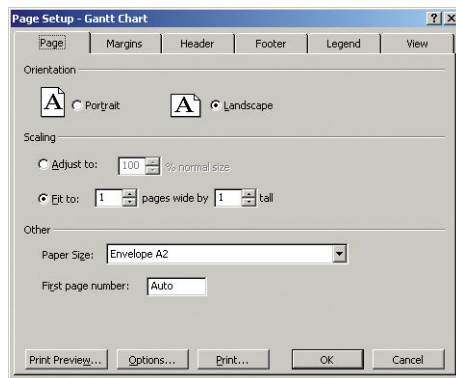 Page Setup - Gantt Chart
Page Margins Header Footer Legend View
Orientation
A Portrait A Landscape
Scaling
Adjust to: 100 % normal size
Fit to: 1 pages wide by 1 tall
Other
Paper Size: Envelope A2
First page number: Auto
Print Preview... Options... Print... OK Cancel